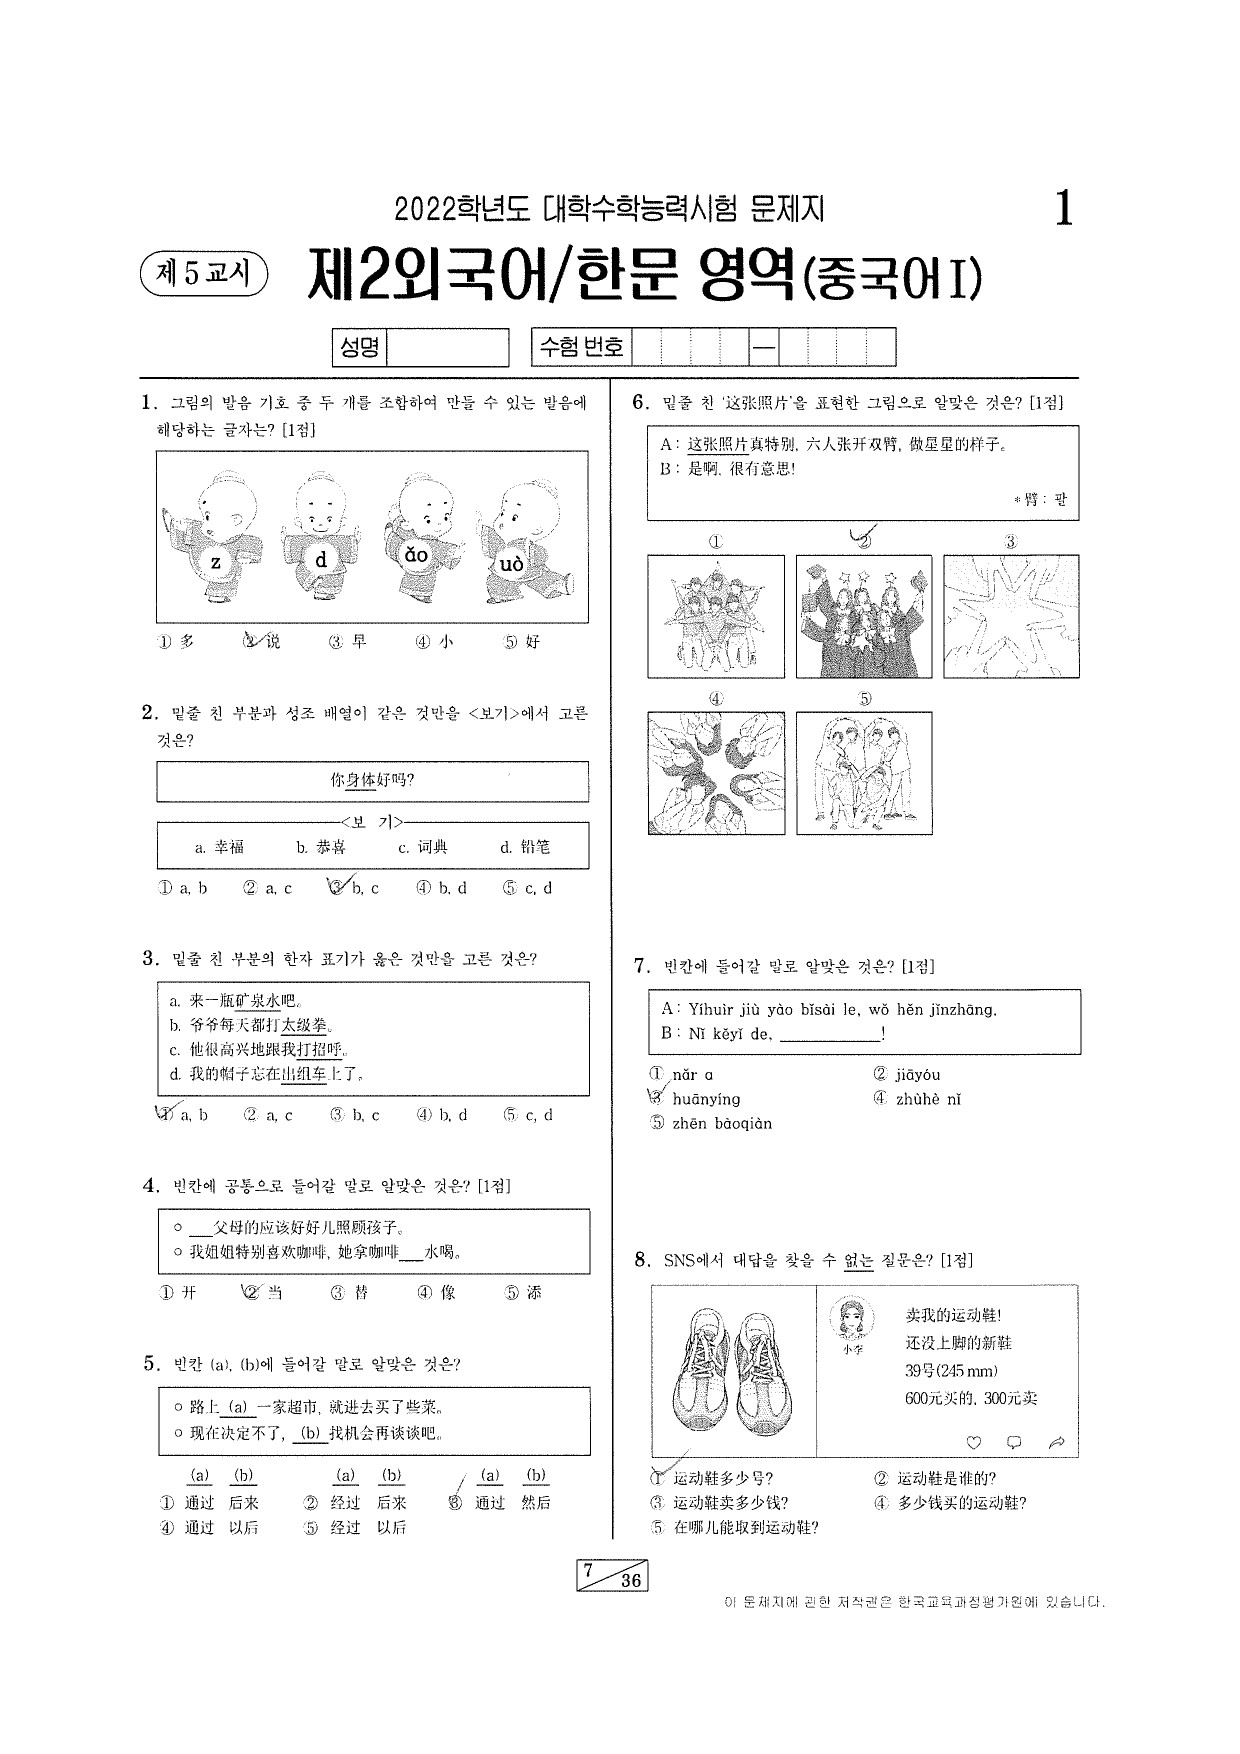 2022학년도 대학수학능력시험 문제지
1
제 5 교시
제2외국어/한문 영역(중국어 I)
성명
수험 번호
—
1. 그림의 발음 기호 중 두 개를 조합하여 만들 수 있는 발음에
해당하는 글자는? [1점]
z
d
ǎo
uò
① 多 ② 说 ③ 早 ④ 小 ⑤ 好
2. 밑줄 친 부분과 성조 배열이 같은 것만을 <보기>에서 고른
것은?
你身体好吗?
<보 기>
a. 幸福 b. 恭喜 c. 词典 d. 铅笔
① a, b ② a, c ③ b, c ④ b, d ⑤ c, d
3. 밑줄 친 부분의 한자 표기가 옳은 것만을 고른 것은?
a. 来一瓶矿泉水吧。
b. 爷爷每天都打太级拳。
c. 他很高兴地跟我打招呼。
d. 我的帽子忘在出组车上了。
① a, b ② a, c ③ b, c ④ b, d ⑤ c, d
4. 빈칸에 공통으로 들어갈 말로 알맞은 것은? [1점]
○ ___父母的应该好好儿照顾孩子。
○ 我姐姐特别喜欢咖啡, 她拿咖啡___水喝。
① 开 ② 当 ③ 替 ④ 像 ⑤ 添
5. 빈칸 (a), (b)에 들어갈 말로 알맞은 것은?
○ 路上 (a) 一家超市, 就进去买了些菜。
○ 现在决定不了, (b) 找机会再谈谈吧。
(a) (b) (a) (b) (a) (b)
① 通过 后来 ② 经过 后来 ③ 通过 然后
④ 通过 以后 ⑤ 经过 以后
6. 밑줄 친 ‘这张照片’을 표현한 그림으로 알맞은 것은? [1점]
A : 这张照片真特别, 六人张开双臂, 做星星的样子。
B : 是啊, 很有意思!
* 臂 : 팔
① ② ③
④ ⑤
7. 빈칸에 들어갈 말로 알맞은 것은? [1점]
A : Yíhuìr jiù yào bǐsài le, wǒ hěn jǐnzhāng.
B : Nǐ kěyǐ de, ____________!
① nǎr a ② jiāyóu
③ huānyíng ④ zhùhè nǐ
⑤ zhēn bàoqiàn
8. SNS에서 대답을 찾을 수 없는 질문은? [1점]
小李
卖我的运动鞋!
还没上脚的新鞋
39号(245 mm)
600元买的, 300元卖
① 运动鞋多少号? ② 运动鞋是谁的?
③ 运动鞋卖多少钱? ④ 多少钱买的运动鞋?
⑤ 在哪儿能取到运动鞋?
7
36
이 문제지에 관한 저작권은 한국교육과정평가원에 있습니다.